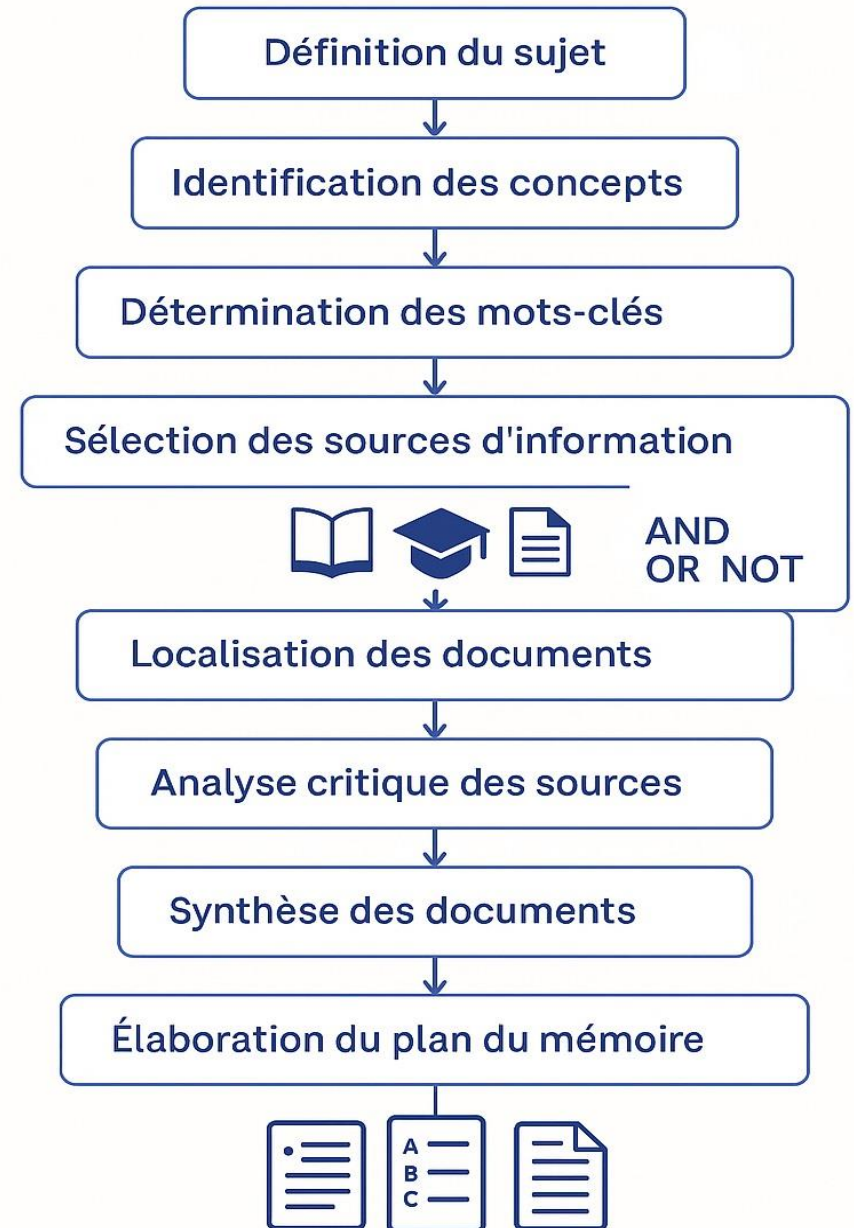 Définition du sujet
Identification des concepts
Détermination des mots-clés
Sélection des sources d'information
AND
OR NOT
Localisation des documents
Analyse critique des sources
Synthèse des documents
Élaboration du plan du mémoire
A
B
C